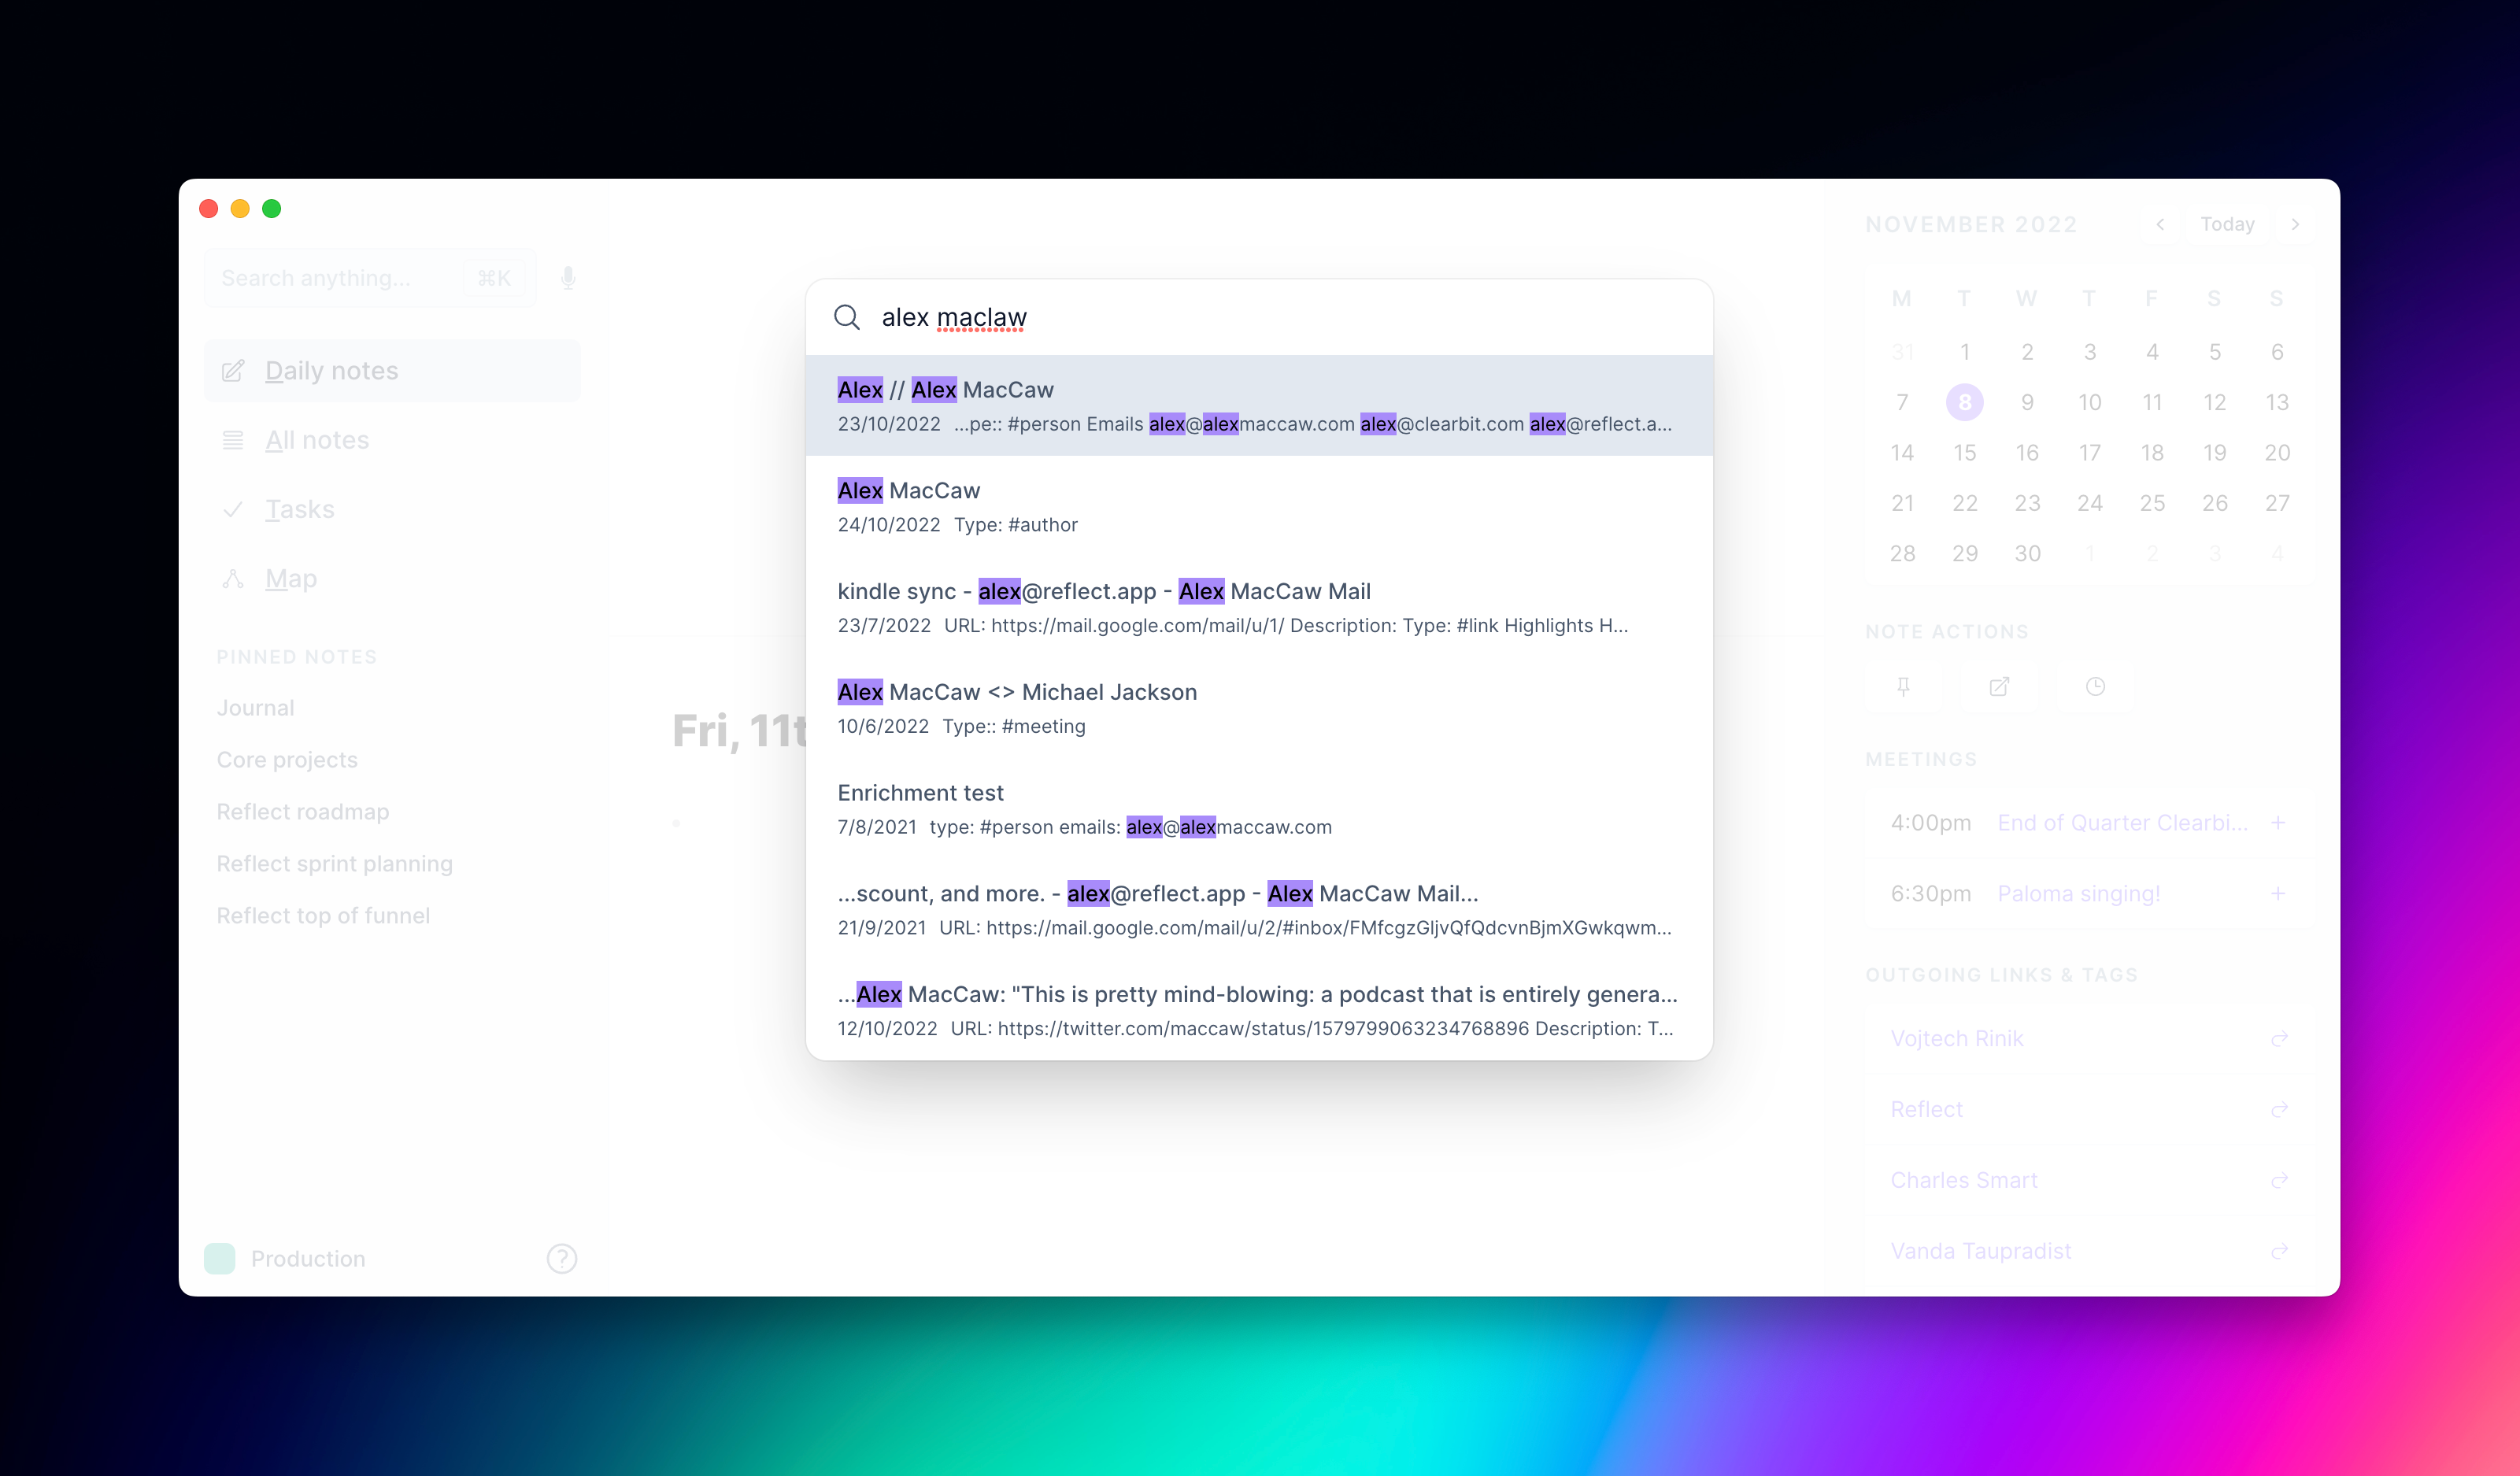 Search anything... ⌘K
Daily notes
All notes
Tasks
Map
PINNED NOTES
Journal
Core projects
Reflect roadmap
Reflect sprint planning
Reflect top of funnel
Production
?
Fri, 11t
alex maclaw
Alex // Alex MacCaw
23/10/2022 ...pe:: #person Emails alex@alexmaccaw.com alex@clearbit.com alex@reflect.a...
Alex MacCaw
24/10/2022 Type: #author
kindle sync - alex@reflect.app - Alex MacCaw Mail
23/7/2022 URL: https://mail.google.com/mail/u/1/ Description: Type: #link Highlights H...
Alex MacCaw <> Michael Jackson
10/6/2022 Type:: #meeting
Enrichment test
7/8/2021 type: #person emails: alex@alexmaccaw.com
...scount, and more. - alex@reflect.app - Alex MacCaw Mail...
21/9/2021 URL: https://mail.google.com/mail/u/2/#inbox/FMfcgzGljvQfQdcvnBjmXGwkqwm...
...Alex MacCaw: "This is pretty mind-blowing: a podcast that is entirely genera...
12/10/2022 URL: https://twitter.com/maccaw/status/1579799063234768896 Description: T...
NOVEMBER 2022 < Today >
M T W T F S S
31 1 2 3 4 5 6
7 8 9 10 11 12 13
14 15 16 17 18 19 20
21 22 23 24 25 26 27
28 29 30 1 2 3 4
NOTE ACTIONS
MEETINGS
4:00pm End of Quarter Clearbi... +
6:30pm Paloma singing! +
OUTGOING LINKS & TAGS
Vojtech Rinik
Reflect
Charles Smart
Vanda Taupradist